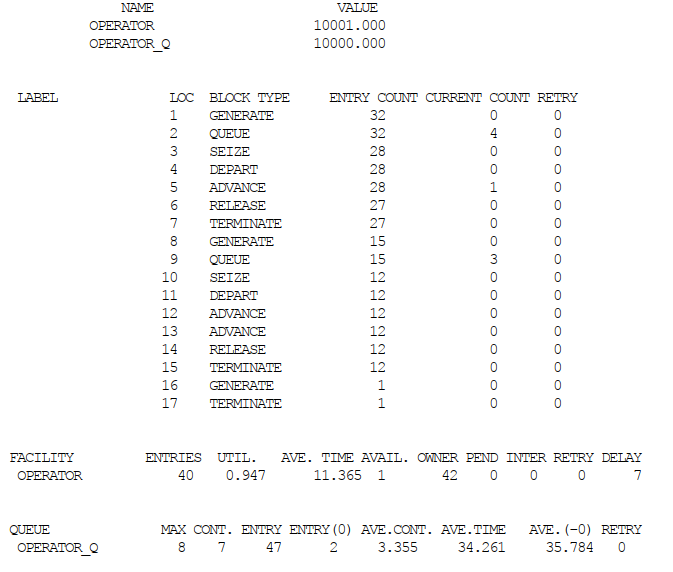 NAME VALUE
OPERATOR 10001.000
OPERATOR_Q 10000.000
LABEL LOC BLOCK TYPE ENTRY COUNT CURRENT COUNT RETRY
1 GENERATE 32 0 0
2 QUEUE 32 4 0
3 SEIZE 28 0 0
4 DEPART 28 0 0
5 ADVANCE 28 1 0
6 RELEASE 27 0 0
7 TERMINATE 27 0 0
8 GENERATE 15 0 0
9 QUEUE 15 3 0
10 SEIZE 12 0 0
11 DEPART 12 0 0
12 ADVANCE 12 0 0
13 ADVANCE 12 0 0
14 RELEASE 12 0 0
15 TERMINATE 12 0 0
16 GENERATE 1 0 0
17 TERMINATE 1 0 0
FACILITY ENTRIES UTIL. AVE. TIME AVAIL. OWNER PEND INTER RETRY DELAY
OPERATOR 40 0.947 11.365 1 42 0 0 0 7
QUEUE MAX CONT. ENTRY ENTRY(0) AVE.CONT. AVE.TIME AVE.(-0) RETRY
OPERATOR_Q 8 7 47 2 3.355 34.261 35.784 0